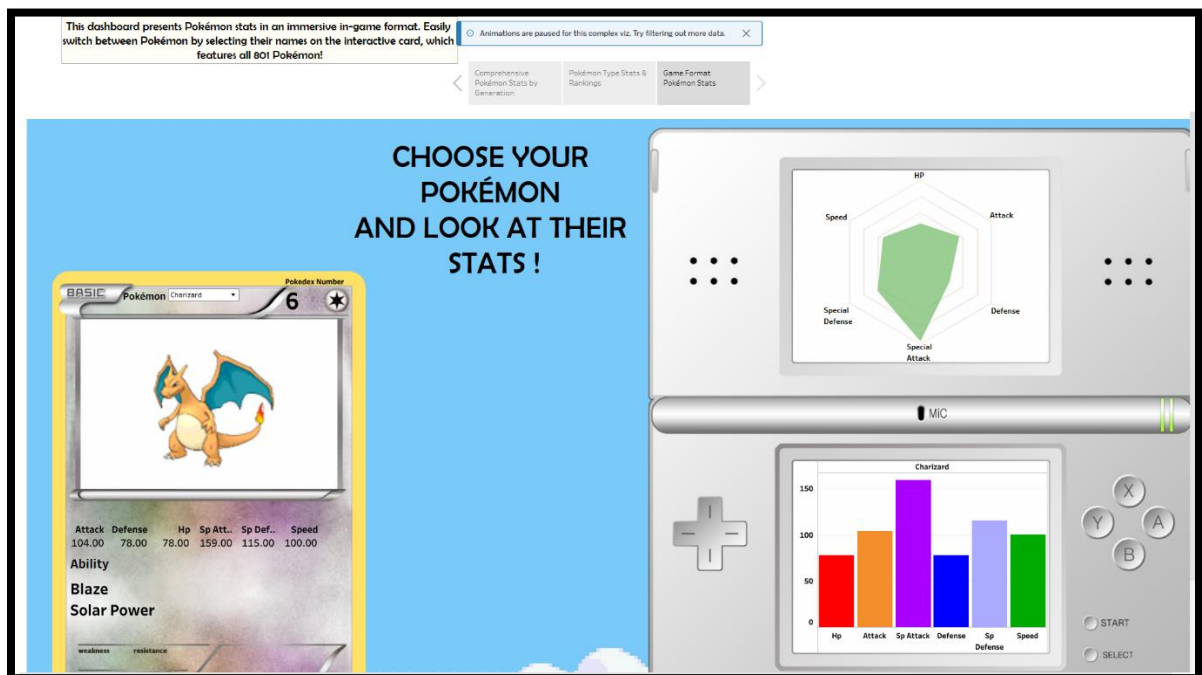 This dashboard presents Pokémon stats in an immersive in-game format. Easily
switch between Pokémon by selecting their names on the interactive card, which
features all 801 Pokémon!
Animations are paused for this complex viz. Try filtering out more data.
Comprehensive
Pokémon Stats by
Generation
Pokémon Type Stats &
Rankings
Game Format
Pokémon Stats
CHOOSE YOUR
POKÉMON
AND LOOK AT THEIR
STATS !
Pokedex Number
BASIC Pokémon Charizard 6
Attack Defense Hp Sp Att.. Sp Def.. Speed
104.00 78.00 78.00 159.00 115.00 100.00
Ability
Blaze
Solar Power
weakness resistance
HP
Speed Attack
Special
Defense
Defense
Special
Attack
MiC
Charizard
150
100
50
0
Hp Attack Sp Attack Defense Sp
Defense Speed
X
Y A
B
START
SELECT